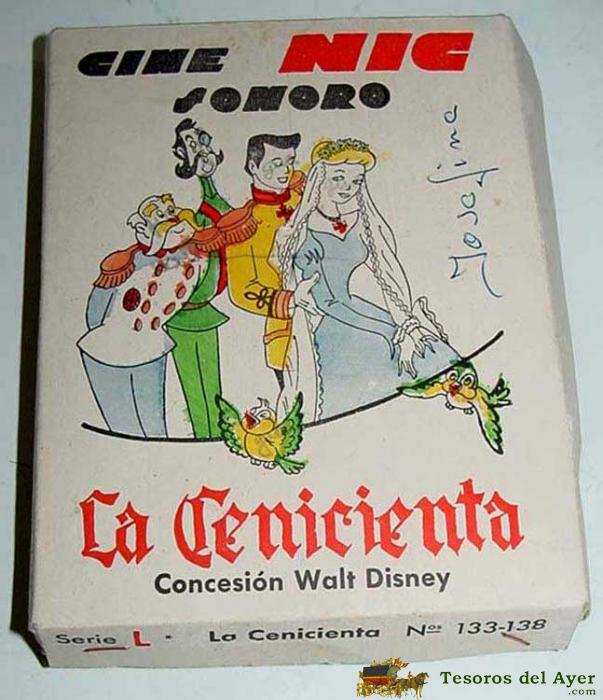 CINE NIC
SONORO
Josefina
La Cenicienta
Concesión Walt Disney
Serie L - La Cenicienta Nos 133-138
Tesoros del Ayer
.com